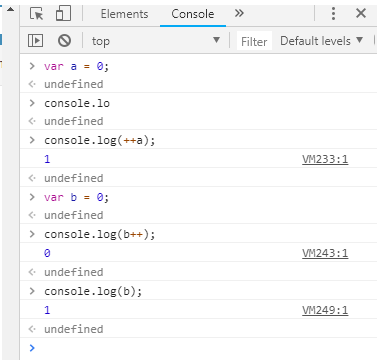 Elements Console
top Filter Default levels
> var a = 0;
< undefined
> console.lo
< undefined
> console.log(++a);
1 VM233:1
< undefined
> var b = 0;
< undefined
> console.log(b++);
0 VM243:1
< undefined
> console.log(b);
1 VM249:1
< undefined
>